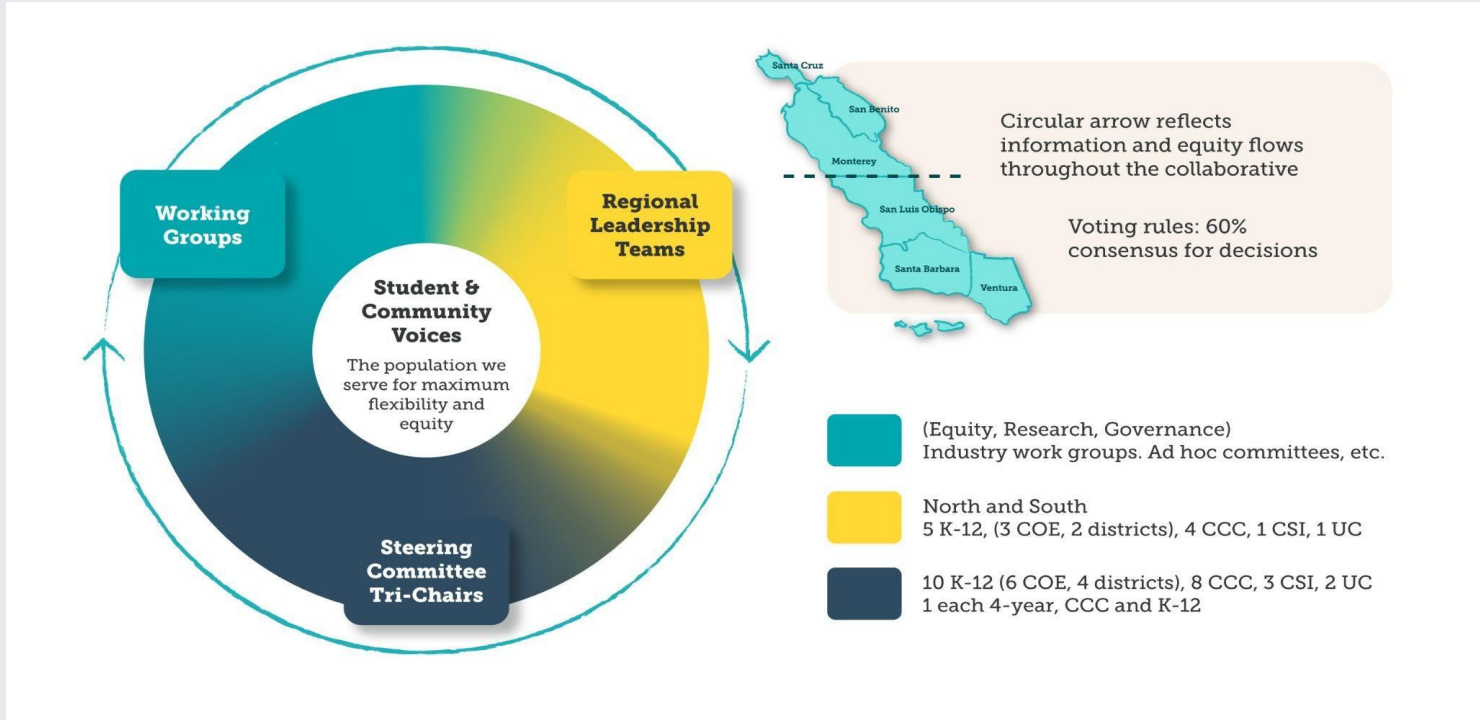 Working
Groups
Regional
Leadership
Teams
Student &
Community
Voices
The population we
serve for maximum
flexibility and
equity
Steering
Committee
Tri-Chairs
Santa Cruz
San Benito
Monterey
San Luis Obispo
Santa Barbara
Ventura
Circular arrow reflects
information and equity flows
throughout the collaborative
Voting rules: 60%
consensus for decisions
(Equity, Research, Governance)
Industry work groups. Ad hoc committees, etc.
North and South
5 K-12, (3 COE, 2 districts), 4 CCC, 1 CSI, 1 UC
10 K-12 (6 COE, 4 districts), 8 CCC, 3 CSI, 2 UC
1 each 4-year, CCC and K-12